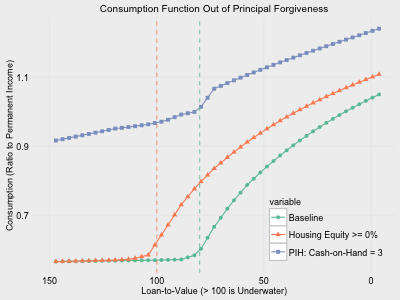 Consumption Function Out of Principal Forgiveness
Consumption (Ratio to Permanent Income)
1.1
0.9
0.7
variable
Baseline
Housing Equity >= 0%
PIH: Cash-on-Hand = 3
150
100
50
0
Loan-to-Value (> 100 is Underwater)